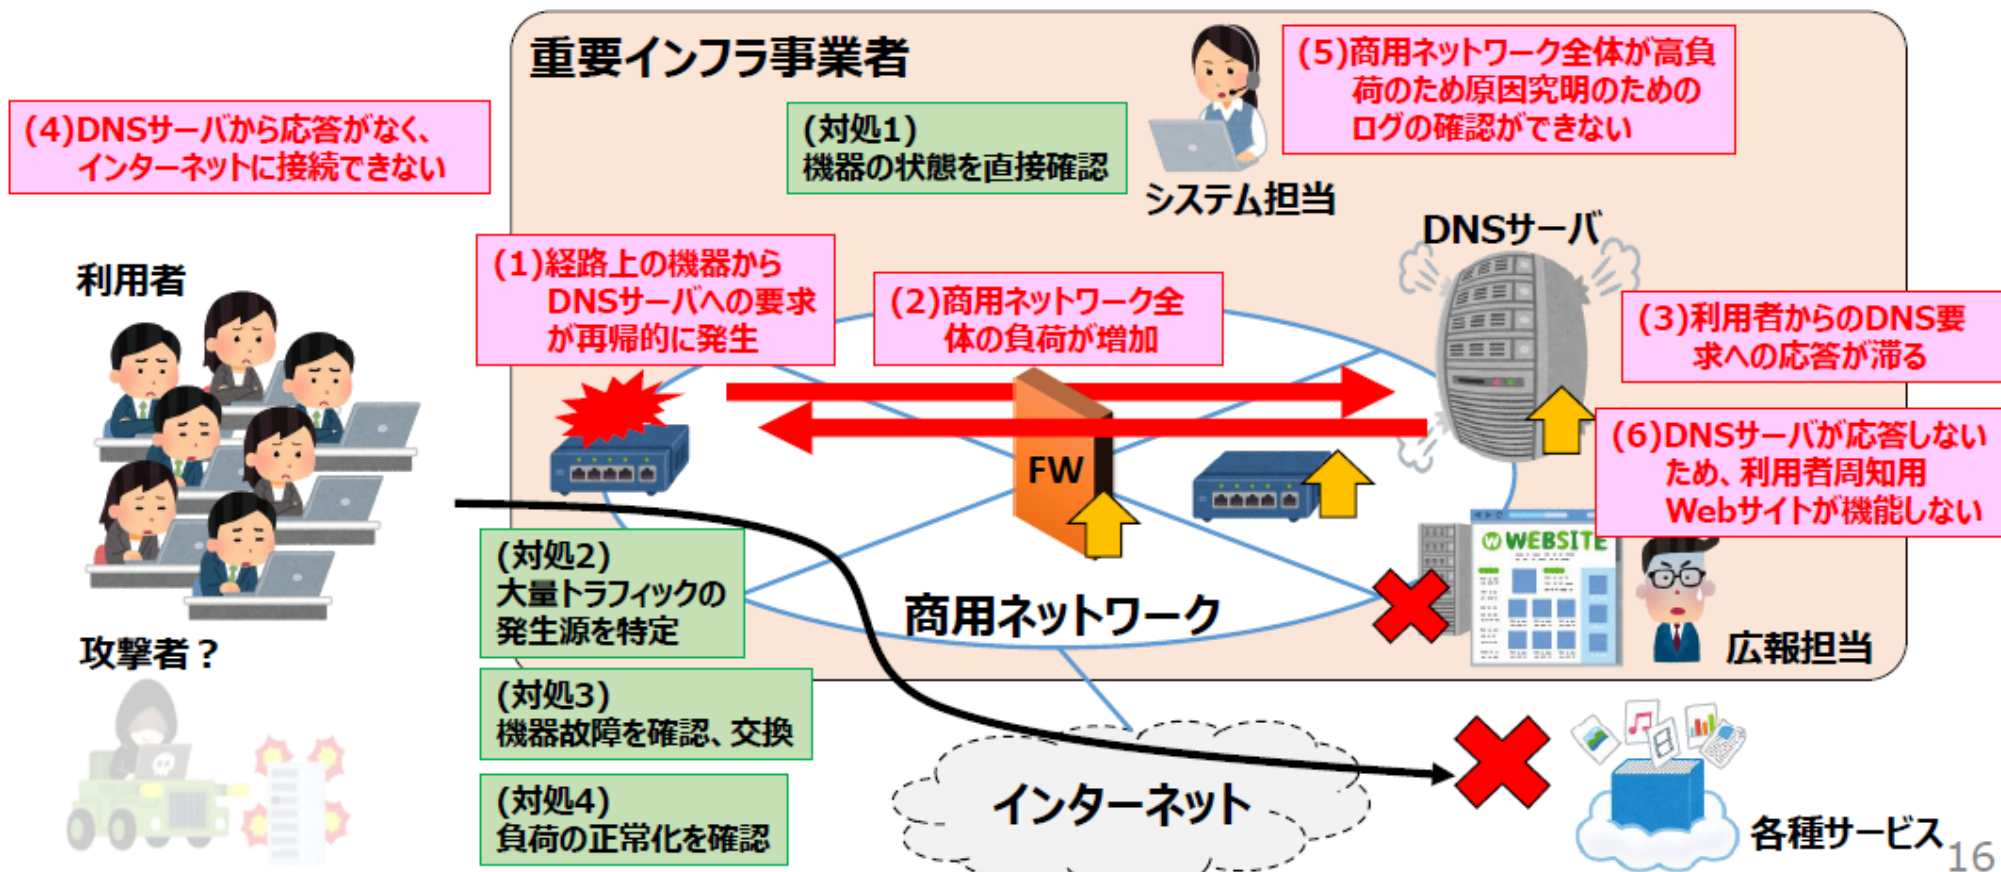 重要インフラ事業者
(5)商用ネットワーク全体が高負
荷のため原因究明のための
ログの確認ができない
(4)DNSサーバから応答がなく、
インターネットに接続できない
(対処1)
機器の状態を直接確認
システム担当
DNSサーバ
利用者
(1)経路上の機器から
DNSサーバへの要求
が再帰的に発生
(2)商用ネットワーク全
体の負荷が増加
(3)利用者からのDNS要
求への応答が滞る
FW
(6)DNSサーバが応答しない
ため、利用者周知用
Webサイトが機能しない
W WEBSITE
(対処2)
大量トラフィックの
発生源を特定
商用ネットワーク
広報担当
攻撃者？
(対処3)
機器故障を確認、交換
(対処4)
負荷の正常化を確認
インターネット
各種サービス
16